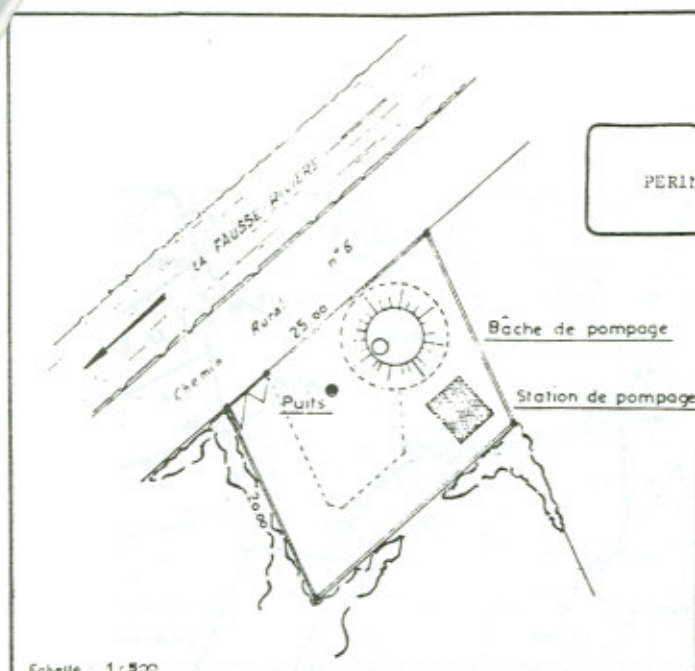 LA FAUSSE RIVIERE
Chemin Rural n° 6
25.00
Bâche de pompage
Puits
Station de pompage
20.00
Echelle 1:500